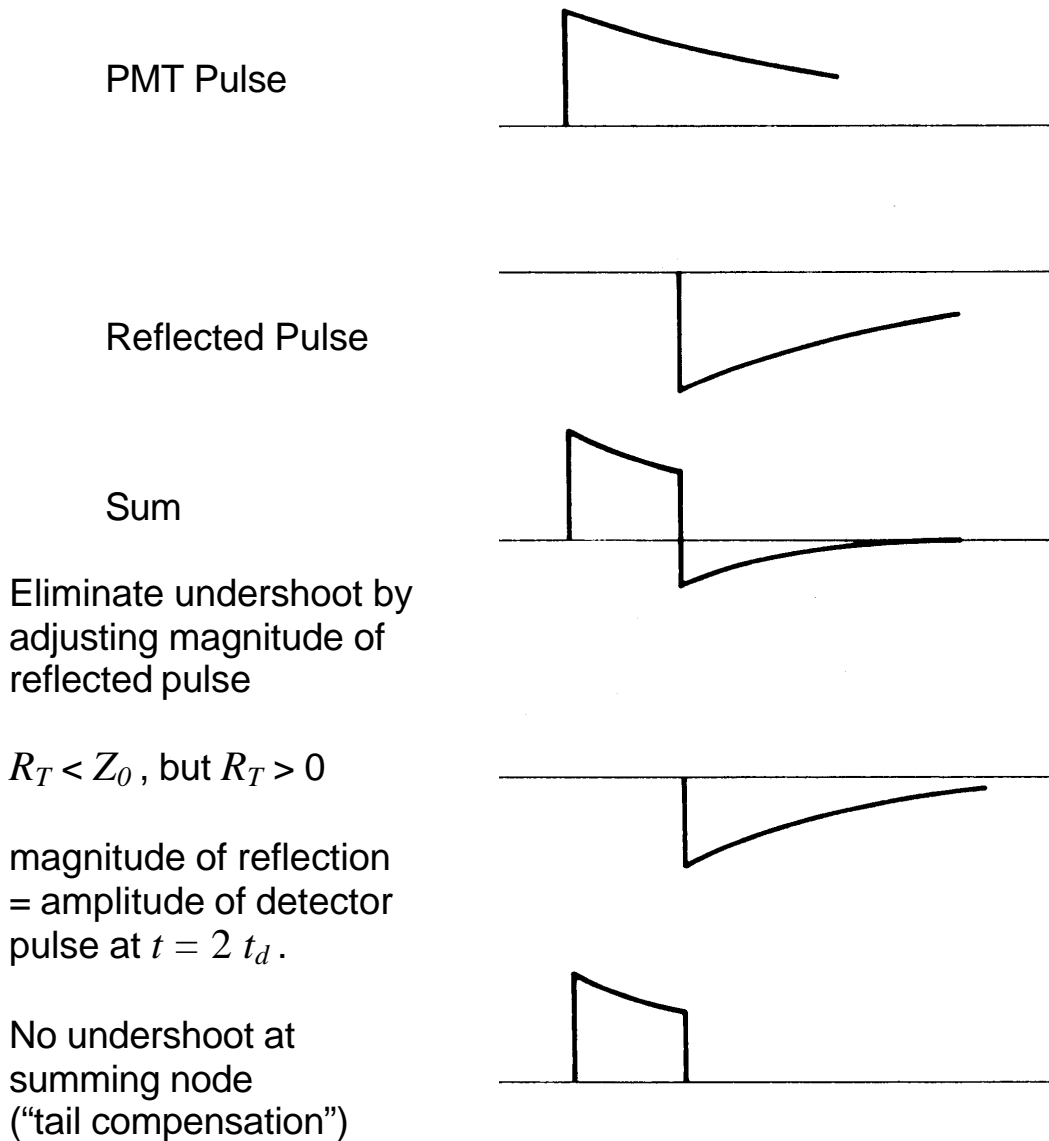 PMT Pulse
Reflected Pulse
Sum
Eliminate undershoot by
adjusting magnitude of
reflected pulse
R_T < Z_0 , but R_T > 0
magnitude of reflection
= amplitude of detector
pulse at t = 2 t_d .
No undershoot at
summing node
(“tail compensation”)